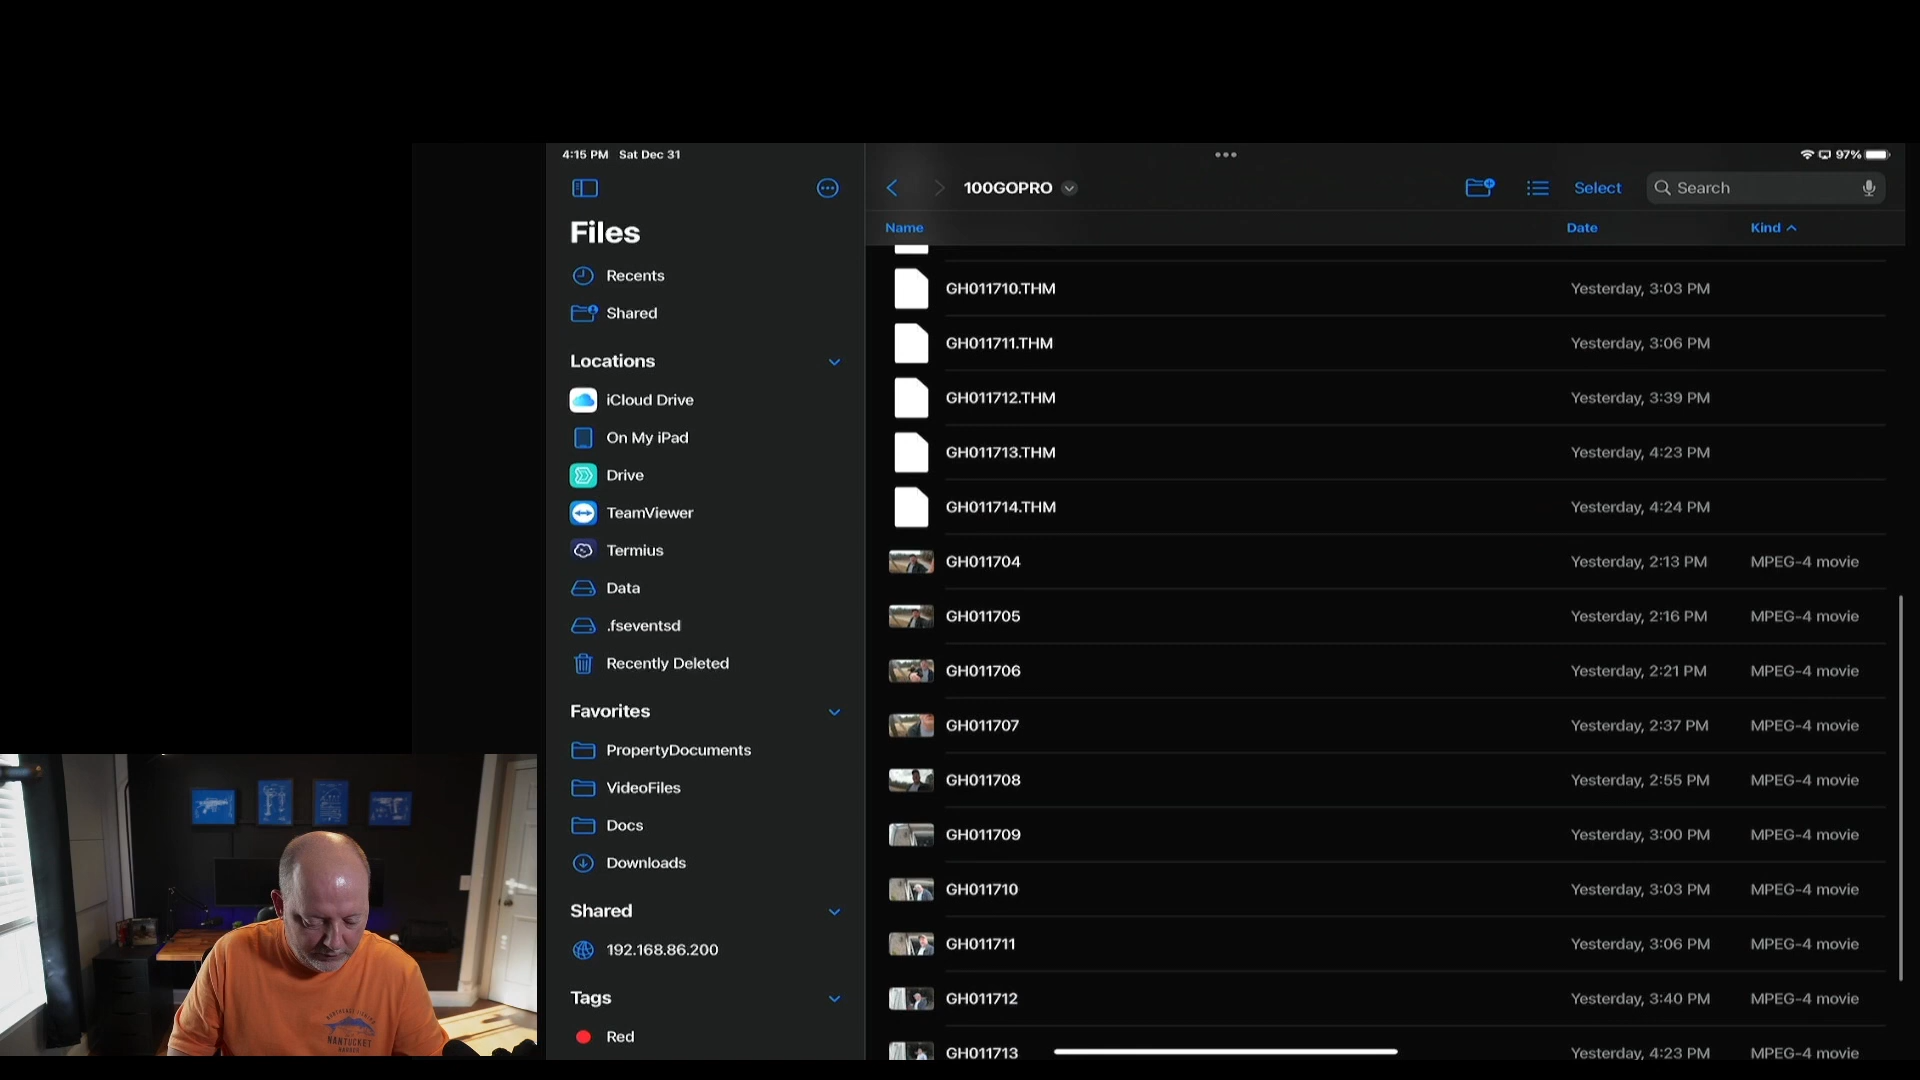 4:15 PM Sat Dec 31
97%
Files
Recents
Shared
Locations
iCloud Drive
On My iPad
Drive
TeamViewer
Termius
Data
.fseventsd
Recently Deleted
Favorites
PropertyDocuments
VideoFiles
Docs
Downloads
Shared
192.168.86.200
Tags
Red
100GOPRO
Select
Search
Name Date Kind
GH011710.THM Yesterday, 3:03 PM
GH011711.THM Yesterday, 3:06 PM
GH011712.THM Yesterday, 3:39 PM
GH011713.THM Yesterday, 4:23 PM
GH011714.THM Yesterday, 4:24 PM
GH011704 Yesterday, 2:13 PM MPEG-4 movie
GH011705 Yesterday, 2:16 PM MPEG-4 movie
GH011706 Yesterday, 2:21 PM MPEG-4 movie
GH011707 Yesterday, 2:37 PM MPEG-4 movie
GH011708 Yesterday, 2:55 PM MPEG-4 movie
GH011709 Yesterday, 3:00 PM MPEG-4 movie
GH011710 Yesterday, 3:03 PM MPEG-4 movie
GH011711 Yesterday, 3:06 PM MPEG-4 movie
GH011712 Yesterday, 3:40 PM MPEG-4 movie
GH011713 Yesterday, 4:23 PM MPEG-4 movie
NANTUCKET